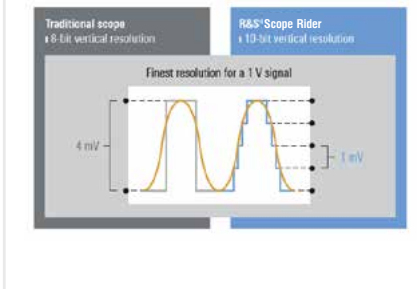 Traditional scope
8-bit vertical resolution
R&S®Scope Rider
10-bit vertical resolution
Finest resolution for a 1 V signal
4 mV
1 mV